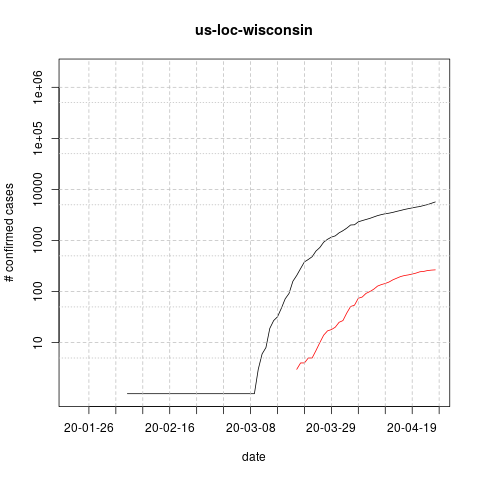 us-loc-wisconsin
# confirmed cases
1e+06
1e+05
10000
1000
100
10
20-01-26 20-02-16 20-03-08 20-03-29 20-04-19
date